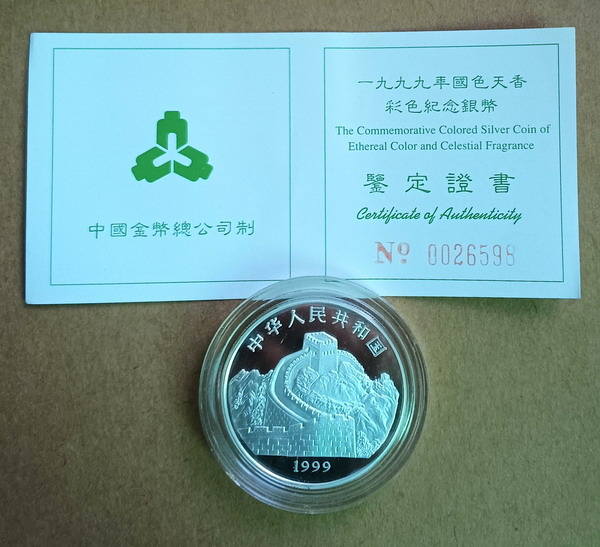 中國金幣總公司制
一九九九年國色天香
彩色紀念銀幣
The Commemorative Colored Silver Coin of
Ethereal Color and Celestial Fragrance
鑒定證書
Certificate of Authenticity
Nº 0026598
中华人民共和国
1999